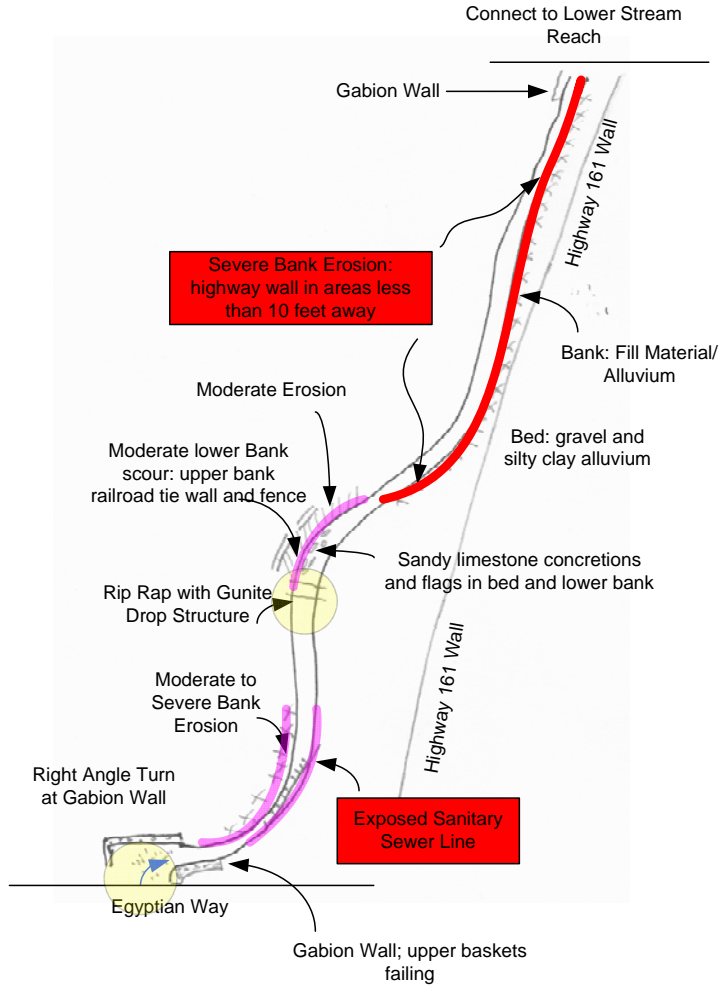 Connect to Lower Stream
Reach
Gabion Wall
Highway 161 Wall
Severe Bank Erosion:
highway wall in areas less
than 10 feet away
Bank: Fill Material/
Alluvium
Moderate Erosion
Bed: gravel and
silty clay alluvium
Moderate lower Bank
scour: upper bank
railroad tie wall and fence
Sandy limestone concretions
and flags in bed and lower bank
Rip Rap with Gunite
Drop Structure
Highway 161 Wall
Moderate to
Severe Bank
Erosion
Right Angle Turn
at Gabion Wall
Exposed Sanitary
Sewer Line
Egyptian Way
Gabion Wall; upper baskets
failing